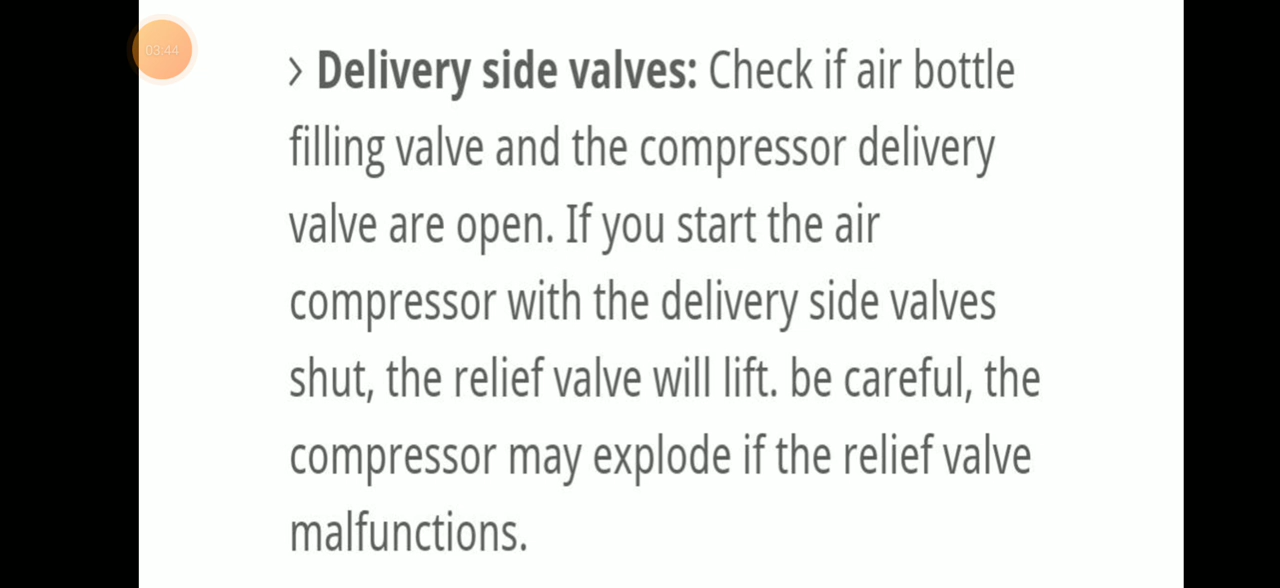 03:44
> Delivery side valves: Check if air bottle
filling valve and the compressor delivery
valve are open. If you start the air
compressor with the delivery side valves
shut, the relief valve will lift. be careful, the
compressor may explode if the relief valve
malfunctions.